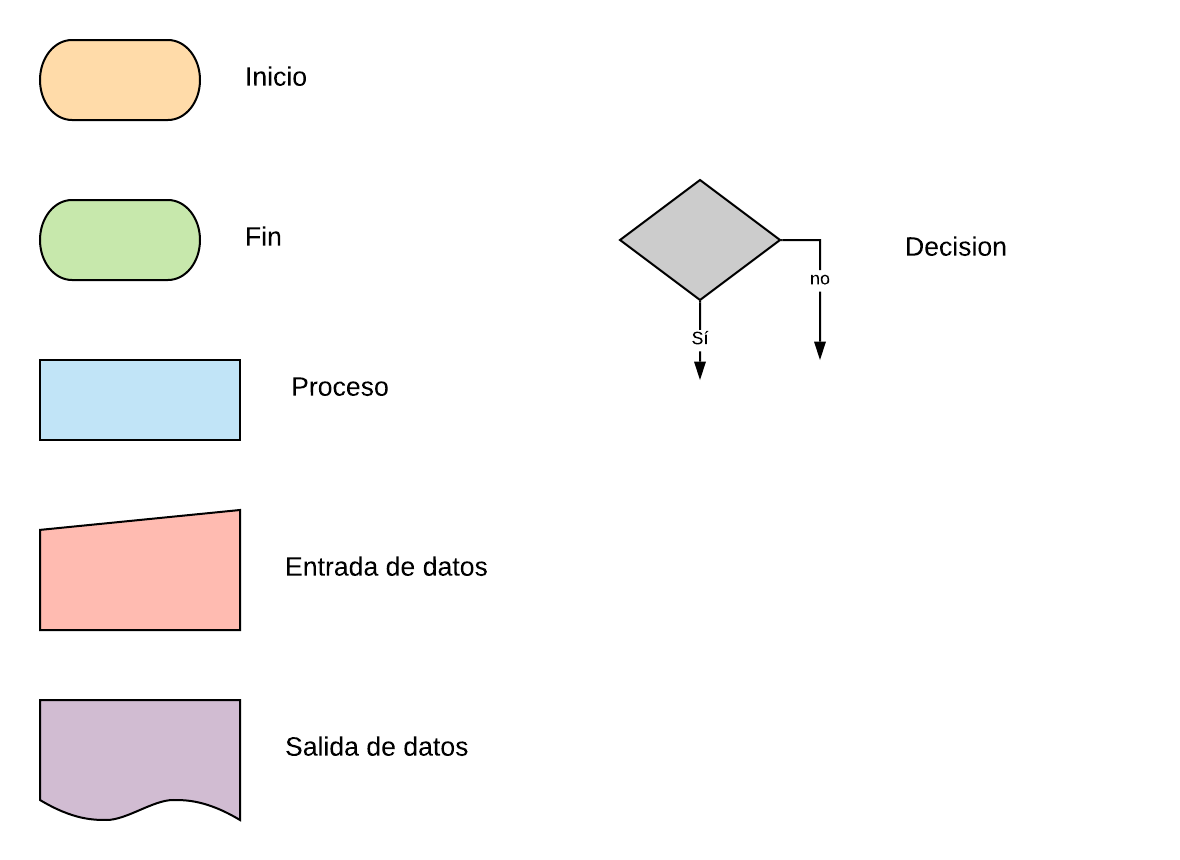 Inicio
Fin
Decision
no
Sí
Proceso
Entrada de datos
Salida de datos